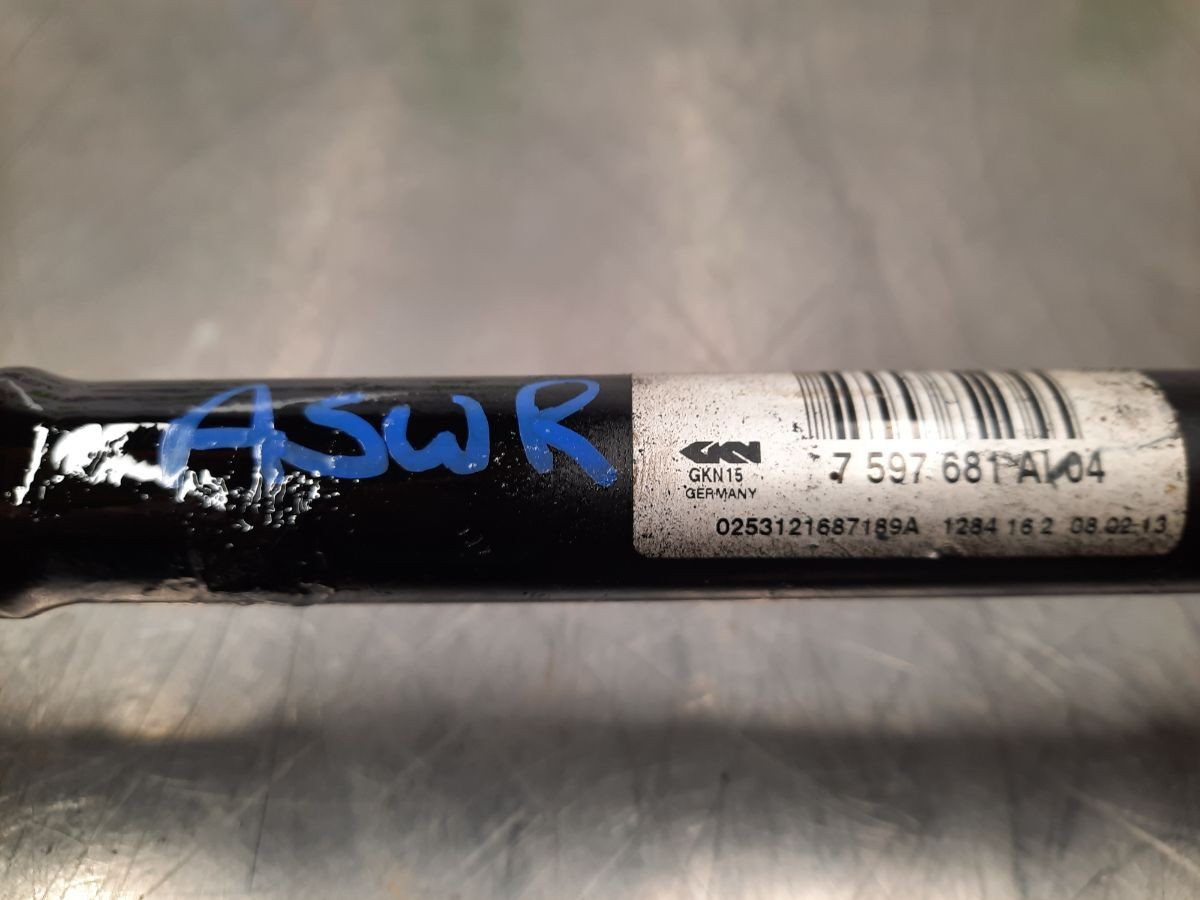 ASWR
GKN
GKN15
GERMANY
7 597 681 AI 04
0253121687189A 1284 16 2 08 02 13